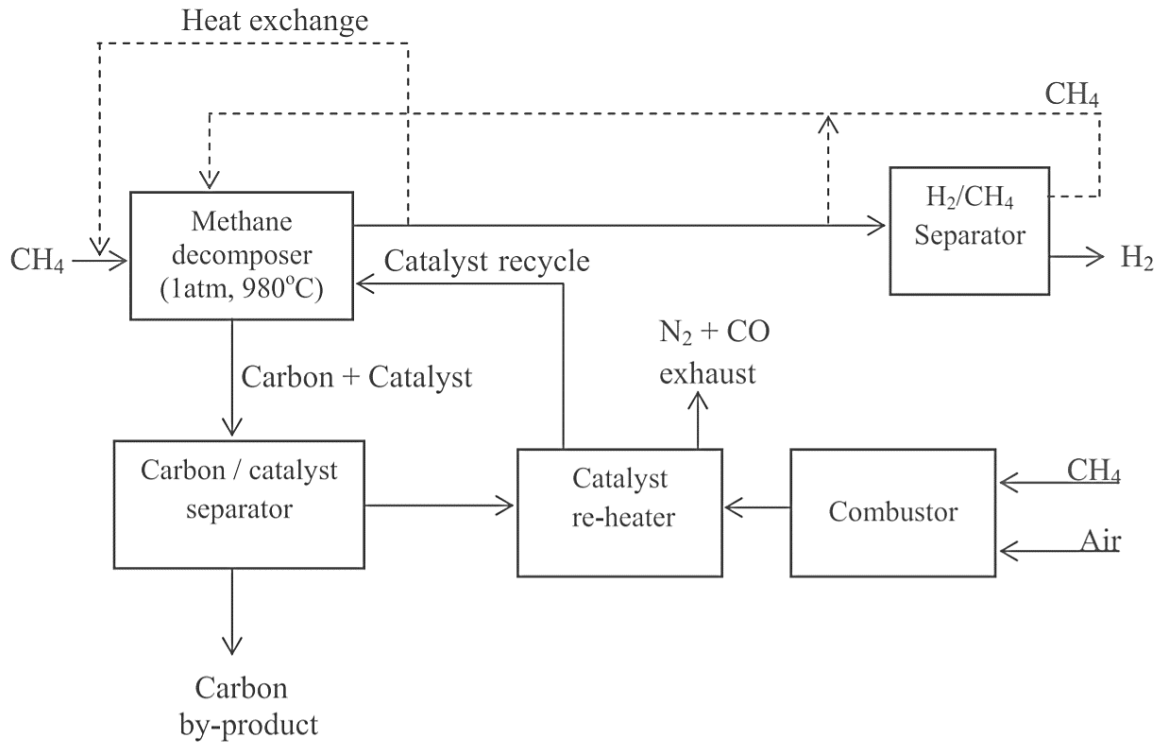 Heat exchange
CH₄
H₂/CH₄
Separator
H₂
Methane
decomposer
(1atm, 980°C)
CH₄
Catalyst recycle
N₂ + CO
exhaust
Carbon + Catalyst
Carbon / catalyst
separator
Catalyst
re-heater
Combustor
CH₄
Air
Carbon
by-product